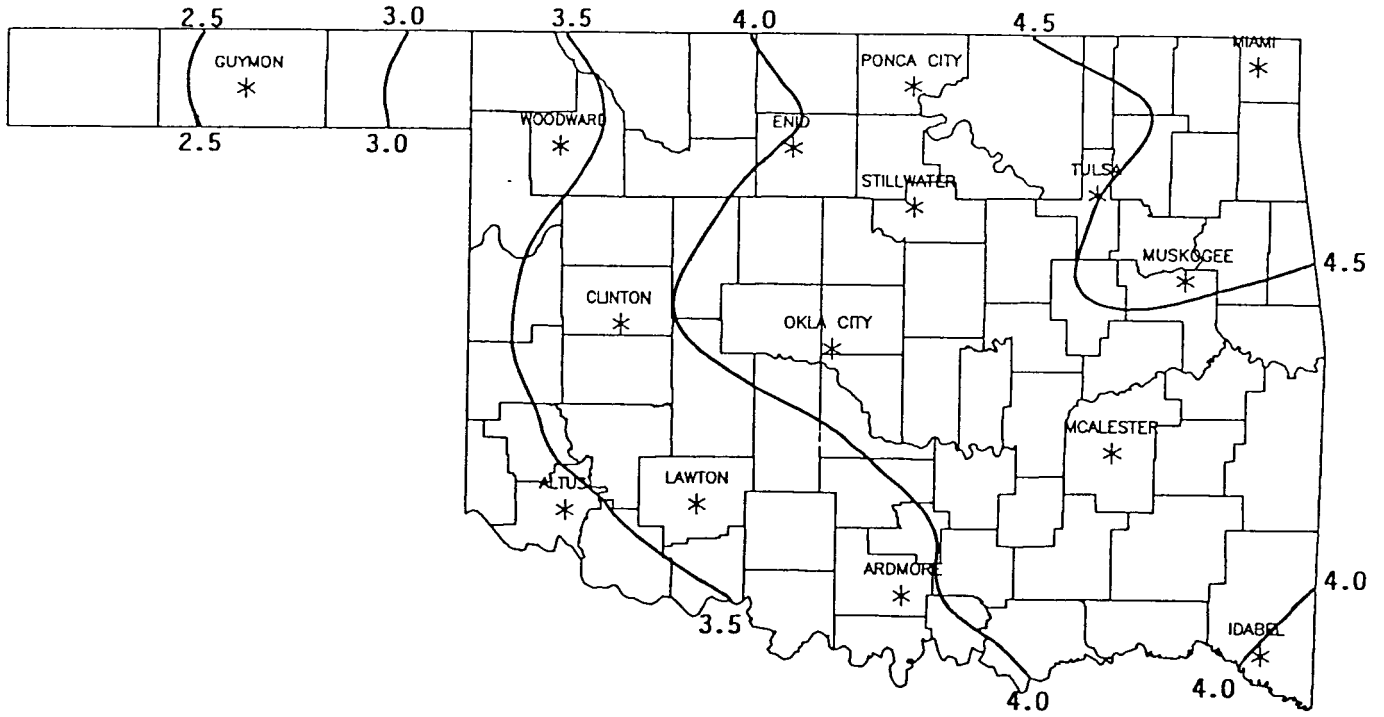 2.5 3.0 3.5 4.0 4.5
MIAMI
GUYMON
PONCA CITY
WOODWARD
ENID
2.5 3.0
TULSA
STILLWATER
MUSKOGEE
4.5
CLINTON
OKLA CITY
MCALESTER
LAWTON
ALTUS
ARDMORE
4.0
3.5
IDABEL
4.0
4.0